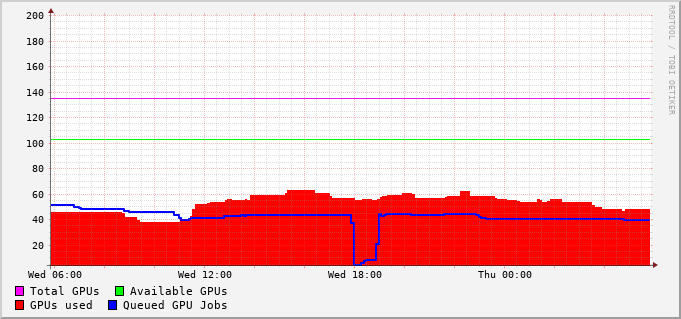 RRDTOOL / TOBI OETIKER
200
180
160
140
120
100
80
60
40
20
Wed 06:00 Wed 12:00 Wed 18:00 Thu 00:00
Total GPUs Available GPUs
GPUs used Queued GPU Jobs